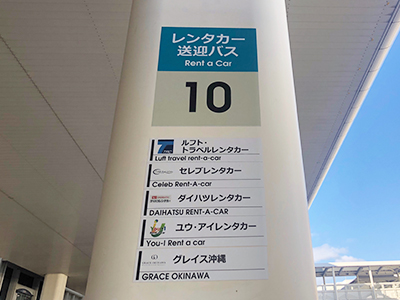 レンタカー
送迎バス
Rent a Car
10
ルフト・
トラベルレンタカー
Luft travel rent-a-car
セレブレンタカー
Celeb Rent-A-car
ダイハツレンタカー
DAIHATSU RENT-A-CAR
ユウ・アイレンタカー
You-I Rent a car
グレイス沖縄
GRACE OKINAWA